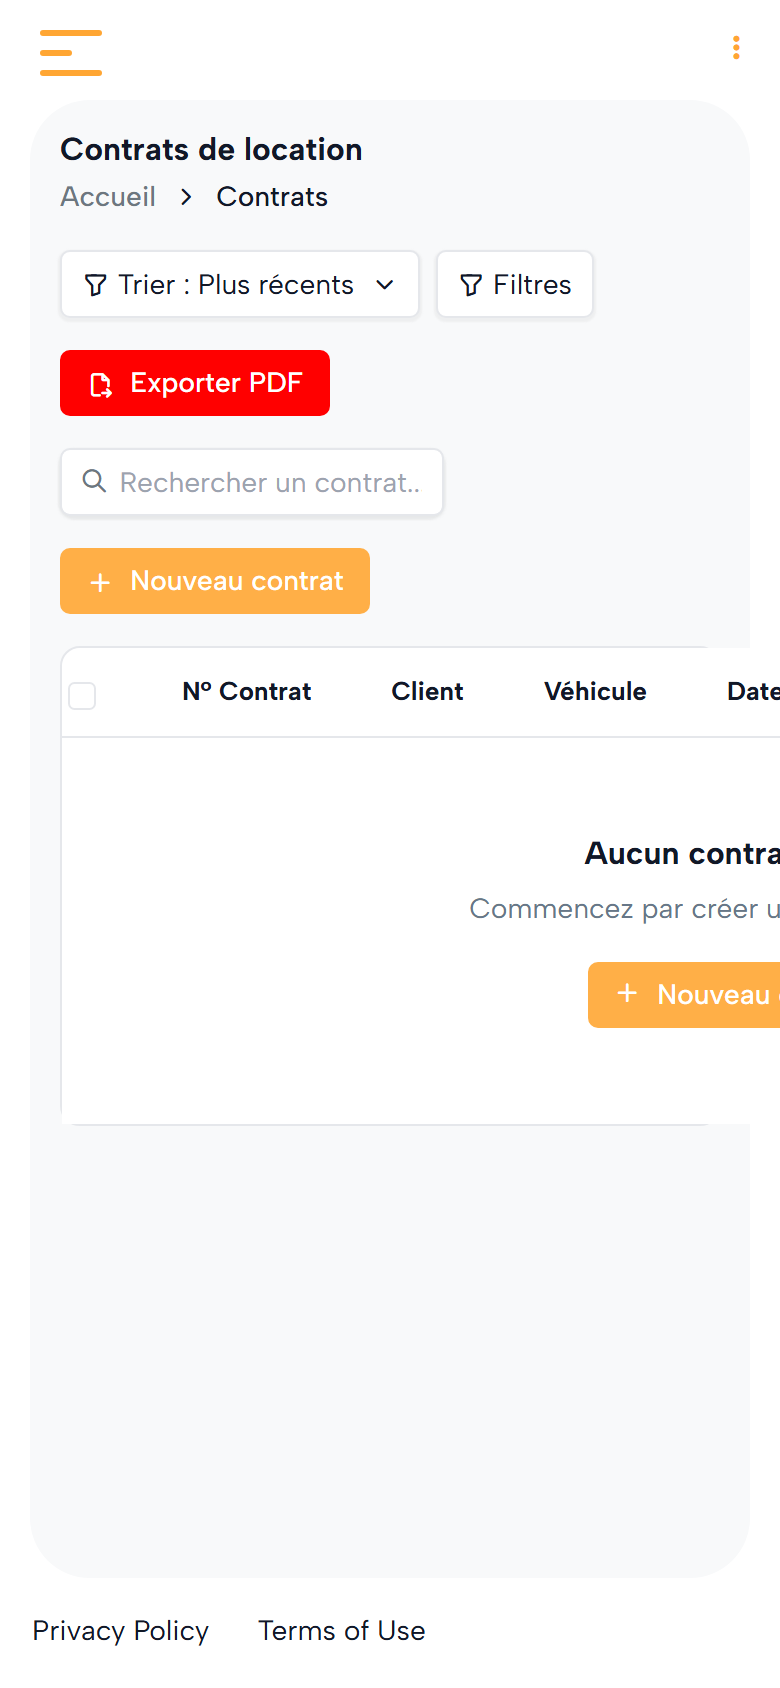 Contrats de location
Accueil > Contrats
Trier : Plus récents
Filtres
Exporter PDF
Rechercher un contrat..
+ Nouveau contrat
N° Contrat Client Véhicule Date
Aucun contra
Commencez par créer u
+ Nouveau
Privacy Policy Terms of Use